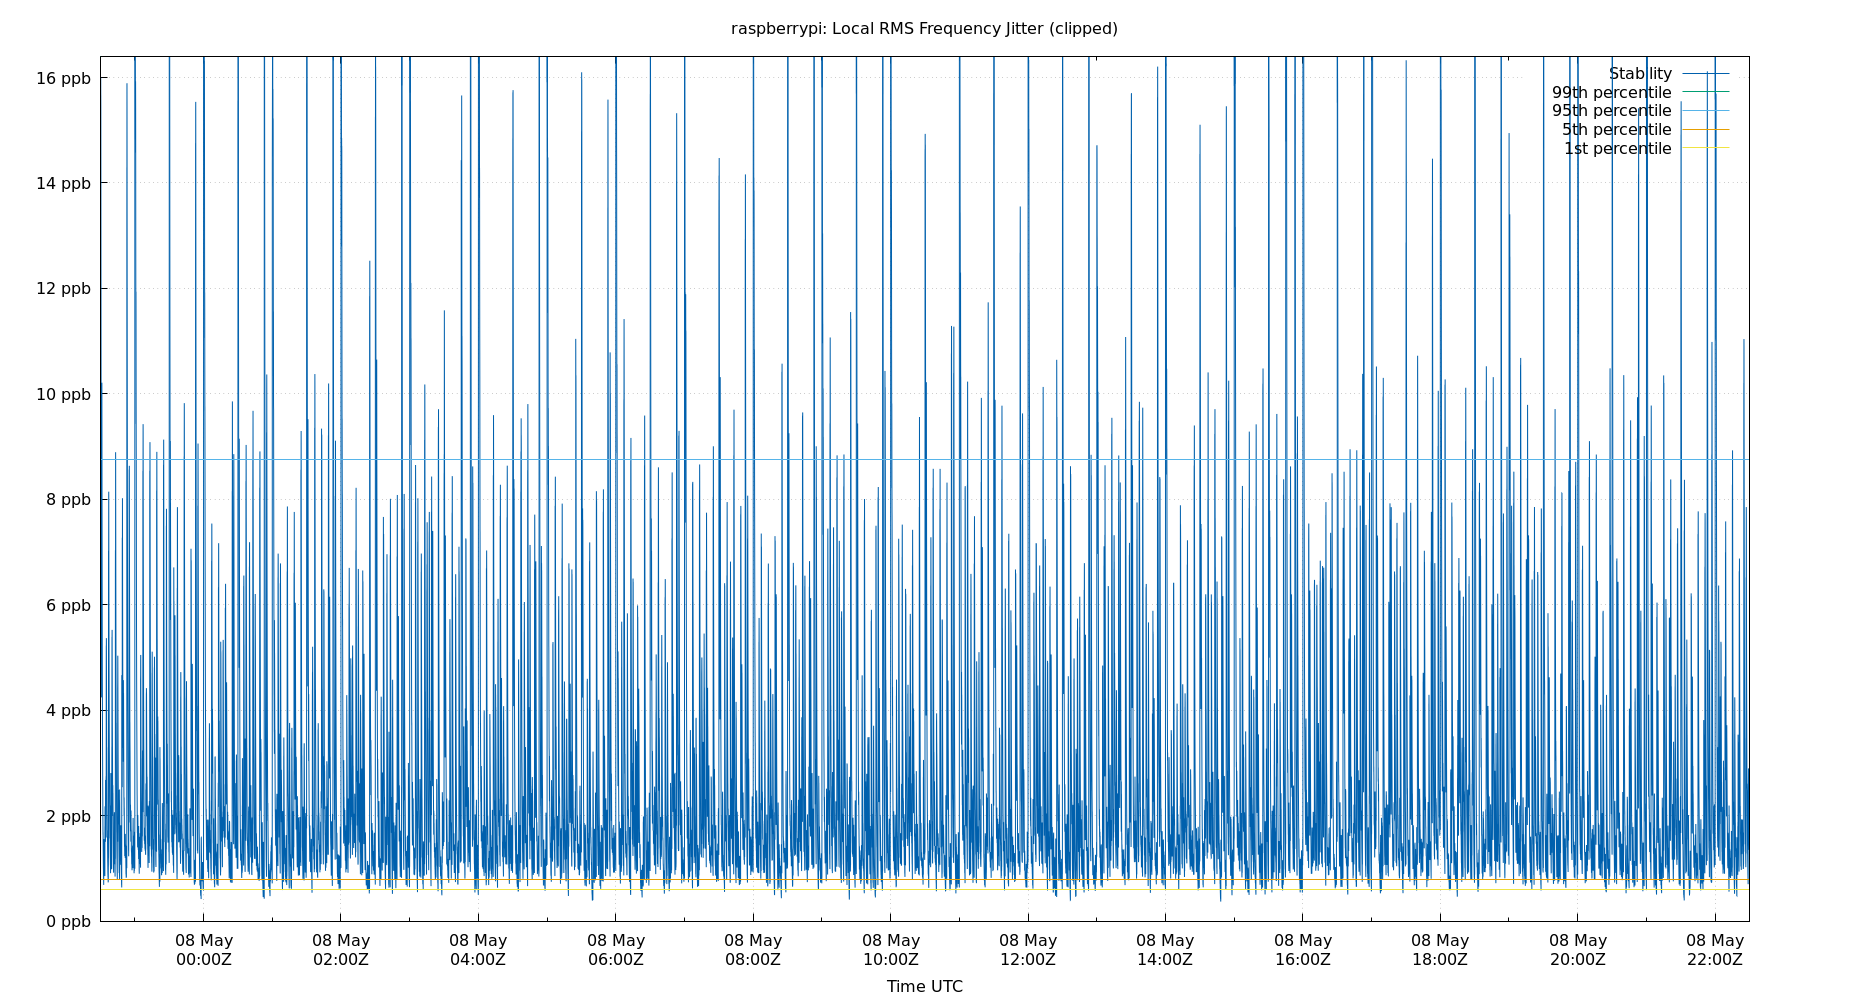 raspberrypi: Local RMS Frequency Jitter (clipped)
16 ppb
14 ppb
12 ppb
10 ppb
8 ppb
6 ppb
4 ppb
2 ppb
0 ppb
Stability
99th percentile
95th percentile
5th percentile
1st percentile
08 May 08 May 08 May 08 May 08 May 08 May 08 May 08 May 08 May 08 May 08 May 08 May
00:00Z 02:00Z 04:00Z 06:00Z 08:00Z 10:00Z 12:00Z 14:00Z 16:00Z 18:00Z 20:00Z 22:00Z
Time UTC